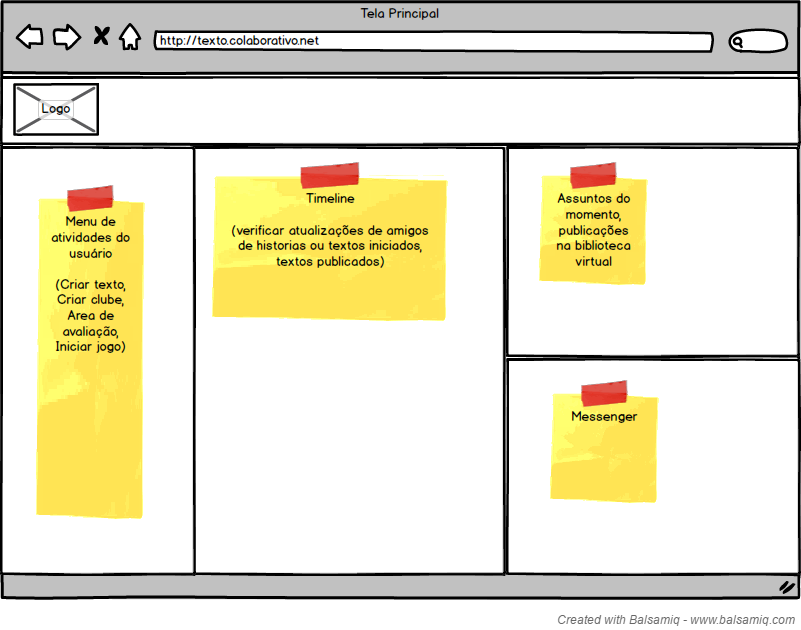 Tela Principal
http://texto.colaborativo.net
Logo
Menu de
atividades do
usuário
(Criar texto,
Criar clube,
Area de
avaliação,
Iniciar jogo)
Timeline
(verificar atualizações de amigos
de historias ou textos iniciados,
textos publicados)
Assuntos do
momento,
publicações
na biblioteca
virtual
Messenger
Created with Balsamiq - www.balsamiq.com